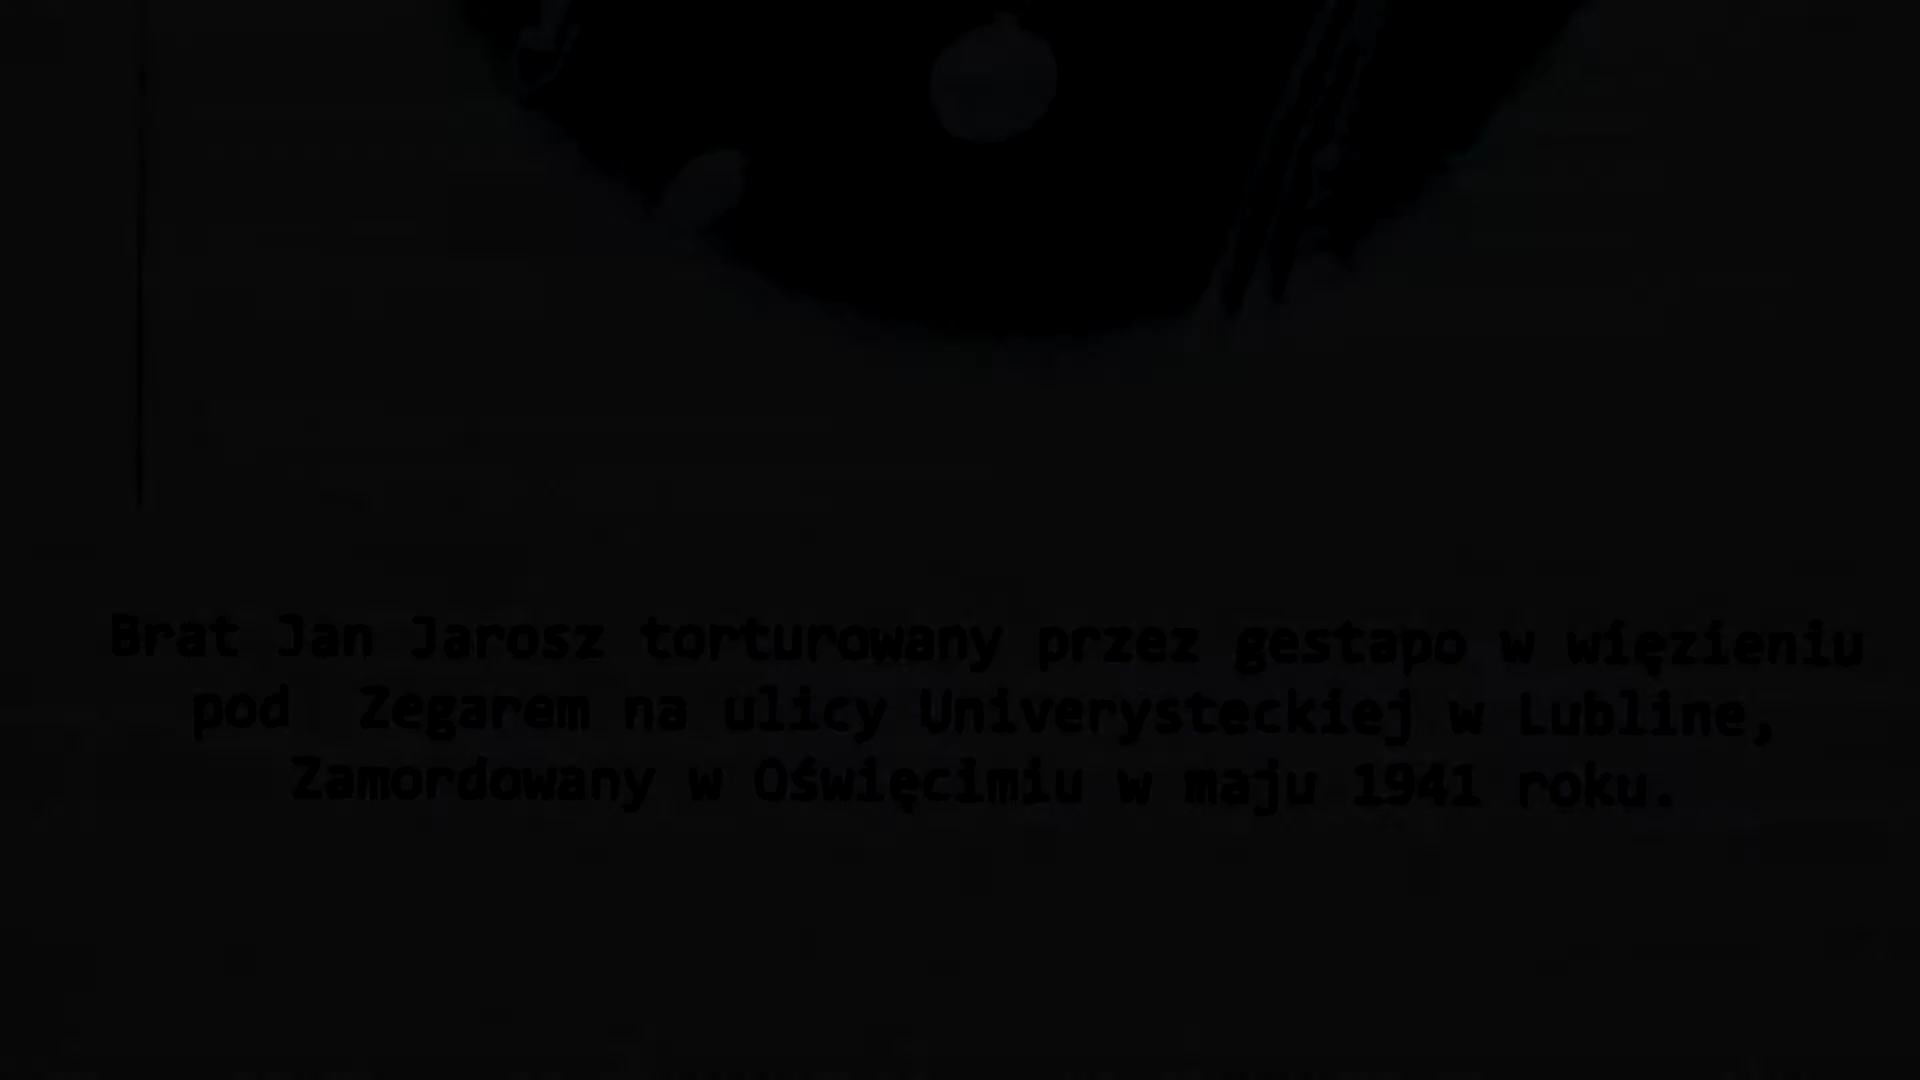 Brat Jan Jarosz torturowany przez gestapo w więzieniu
pod Zegarem na ulicy Univerysteckiej w Lubline,
Zamordowany w Oświęcimiu w maju 1941 roku.